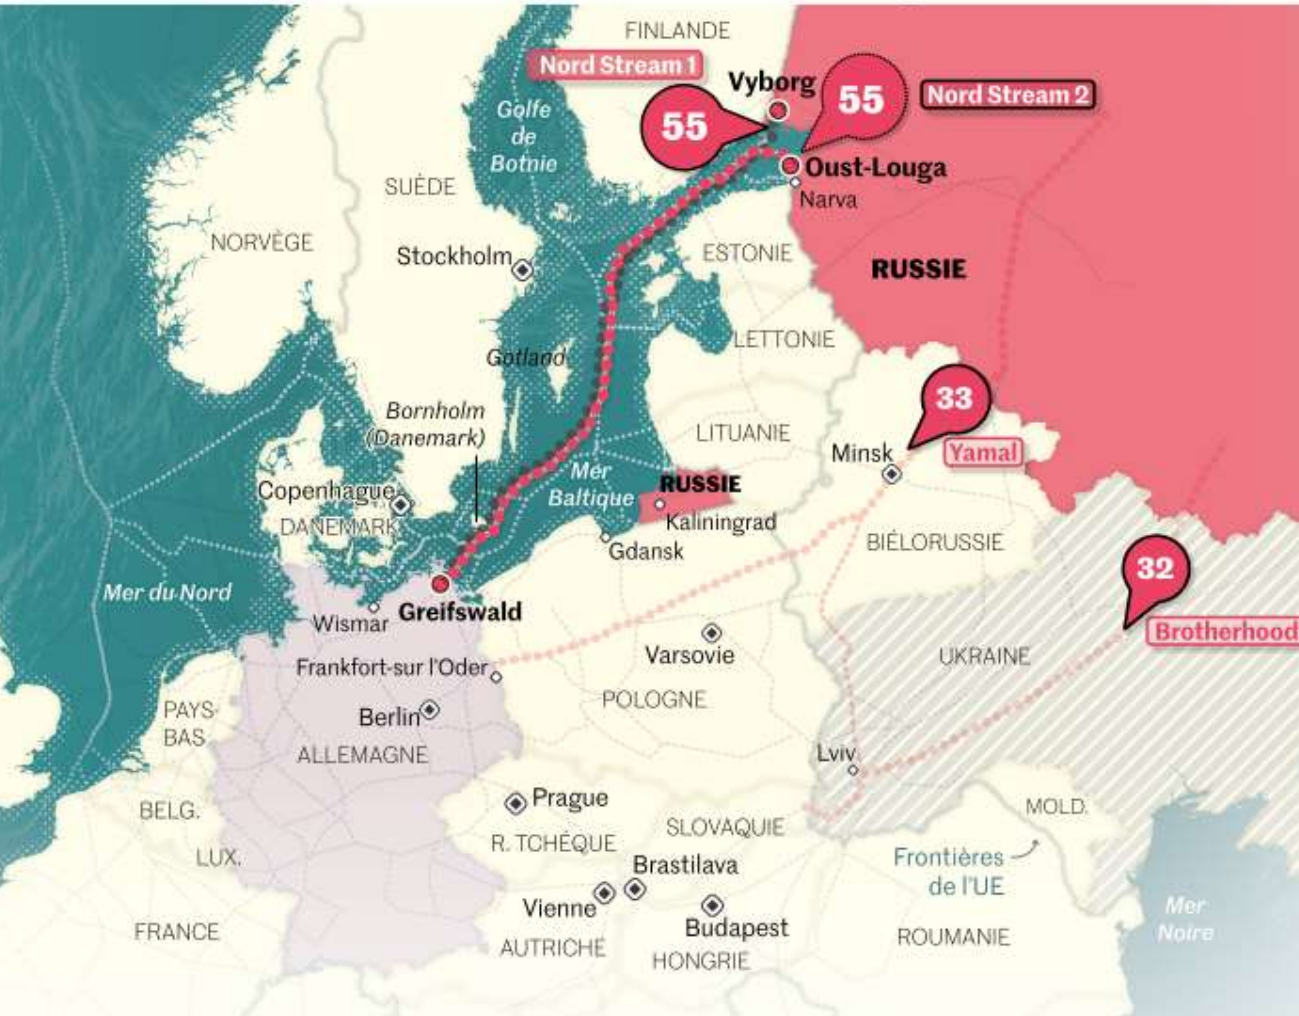 FINLANDE
Nord Stream 1
Vyborg
55
Nord Stream 2
55
Golfe
de
Botnie
Oust-Louga
Narva
SUÈDE
NORVÈGE
Stockholm
ESTONIE
RUSSIE
LETTONIE
Gotland
33
Bornholm
(Danemark)
LITUANIE
Minsk
Yamal
Mer
Baltique
RUSSIE
Copenhague
DANEMARK
Kaliningrad
Gdansk
BIÉLORUSSIE
32
Mer du Nord
Greifswald
Wismar
Brotherhood
Frankfort-sur l'Oder
Varsovie
UKRAINE
POLOGNE
PAYS-
BAS
Berlin
ALLEMAGNE
Lviv
Prague
BELG.
MOLD.
SLOVAQUIE
R. TCHÉQUE
LUX.
Frontières
de l'UE
Brastilava
Vienne
Budapest
Mer
Noire
FRANCE
AUTRICHE
HONGRIE
ROUMANIE